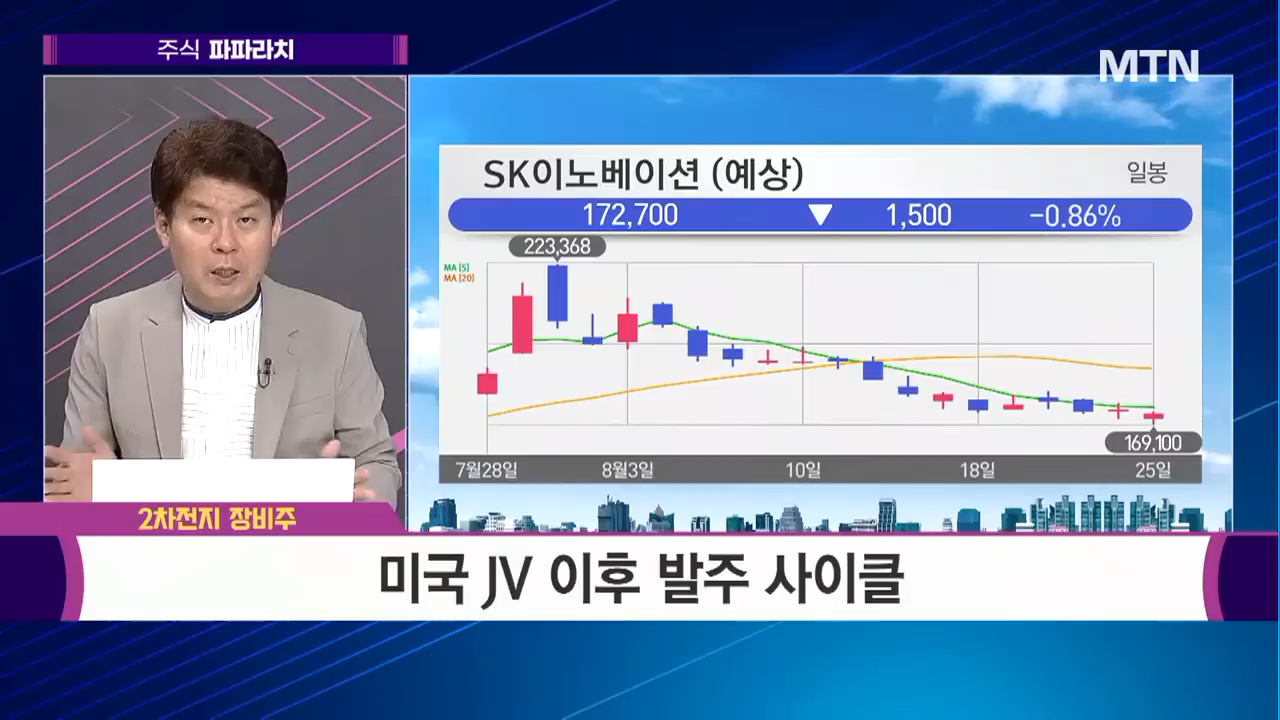 주식 파파라치
MTN
SK이노베이션 (예상)
일봉
172,700 ▼ 1,500 -0.86%
223,368
MA [5]
MA [20]
169,100
7월28일 8월3일 10일 18일 25일
2차전지 장비주
미국 JV 이후 발주 사이클